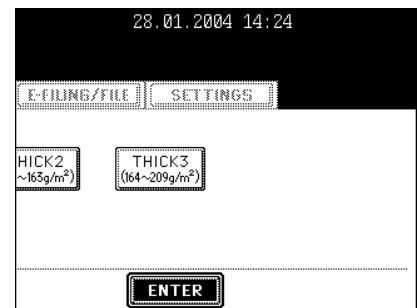 28.01.2004 14:24
E-FILING/FILE SETTINGS
HICK2 THICK3
~163g/m²) (164~209g/m²)
ENTER